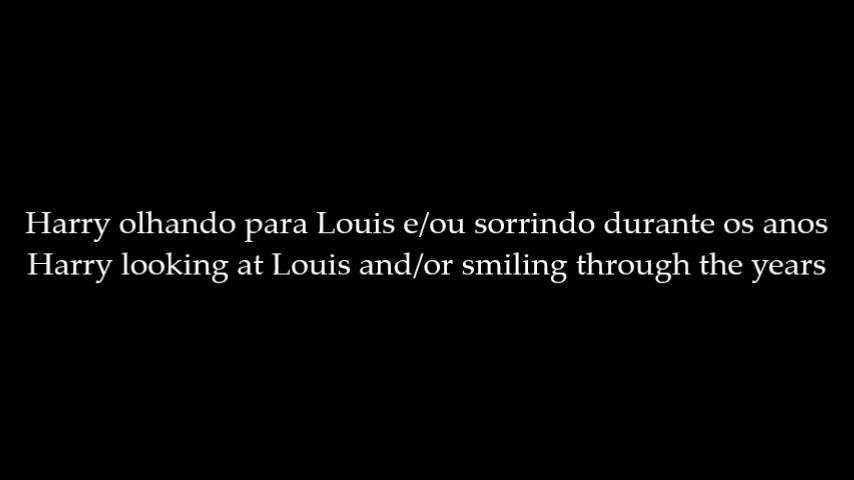 Harry olhando para Louis e/ou sorrindo durante os anos
Harry looking at Louis and/or smiling through the years